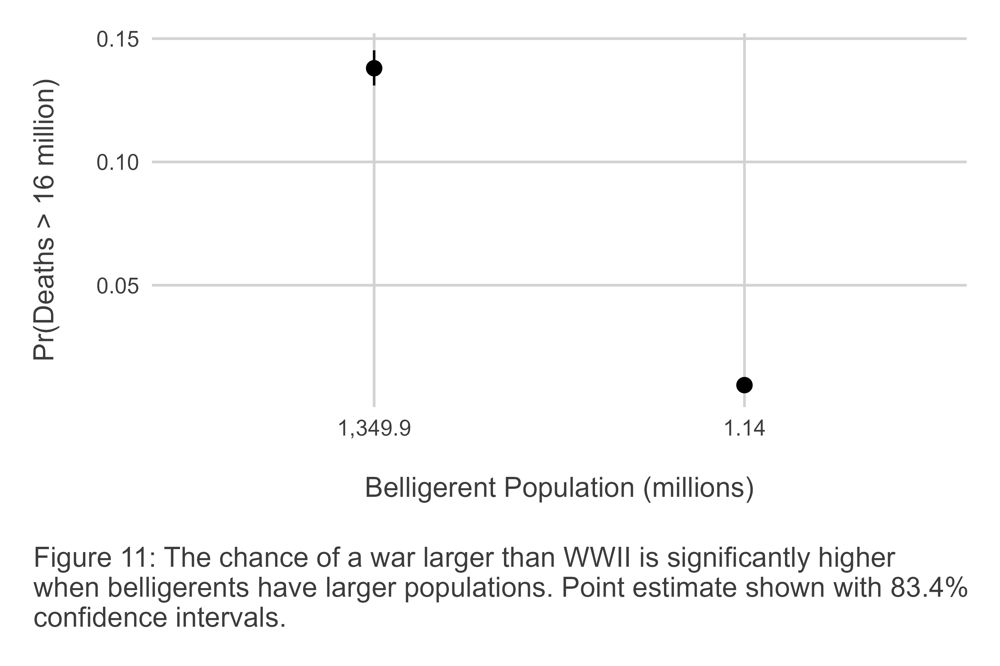 0.15
0.10
0.05
Pr(Deaths > 16 million)
1,349.9
1.14
Belligerent Population (millions)
Figure 11: The chance of a war larger than WWII is significantly higher
when belligerents have larger populations. Point estimate shown with 83.4%
confidence intervals.